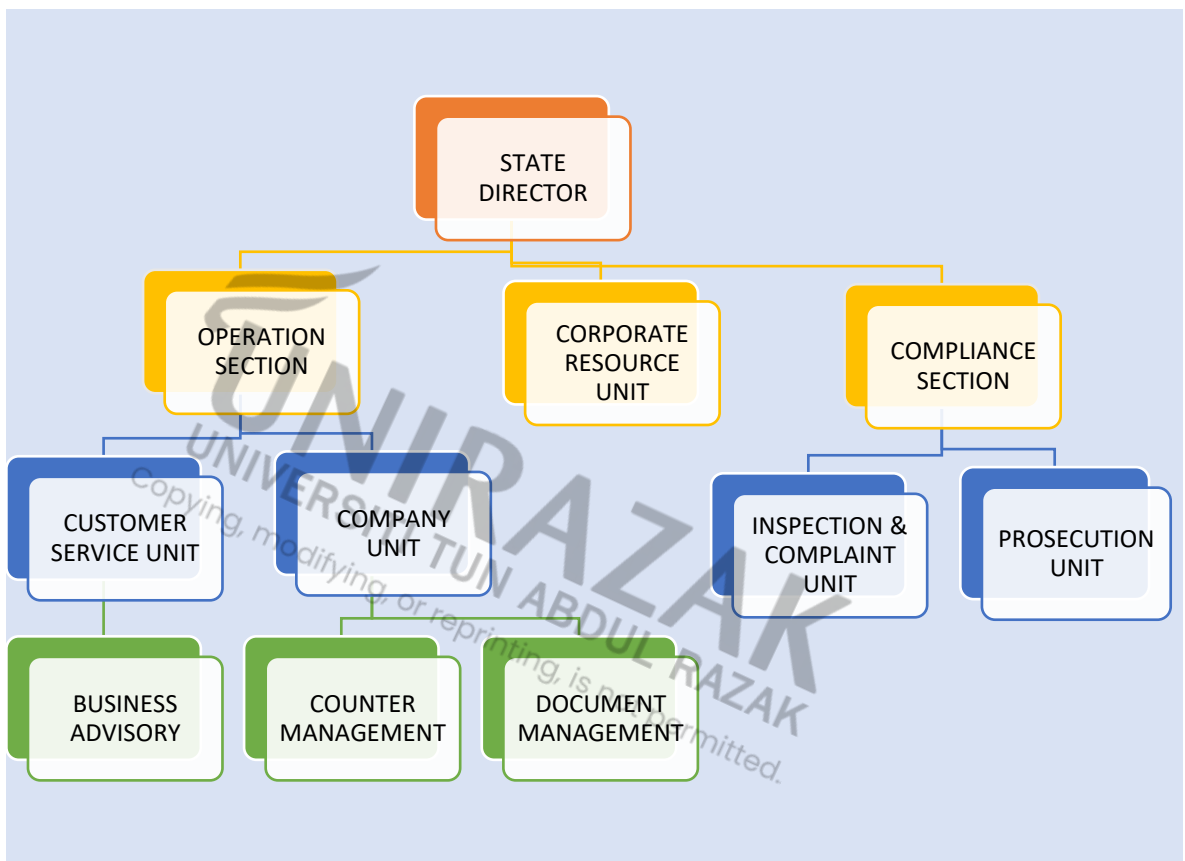 STATE
DIRECTOR
OPERATION
SECTION
CORPORATE
RESOURCE
UNIT
COMPLIANCE
SECTION
CUSTOMER
SERVICE UNIT
COMPANY
UNIT
INSPECTION &
COMPLAINT
UNIT
PROSECUTION
UNIT
BUSINESS
ADVISORY
COUNTER
MANAGEMENT
DOCUMENT
MANAGEMENT
UNIRAZAK
UNIVERSITI TUN ABDUL RAZAK
Copying, modifying, or reprinting, is not permitted.